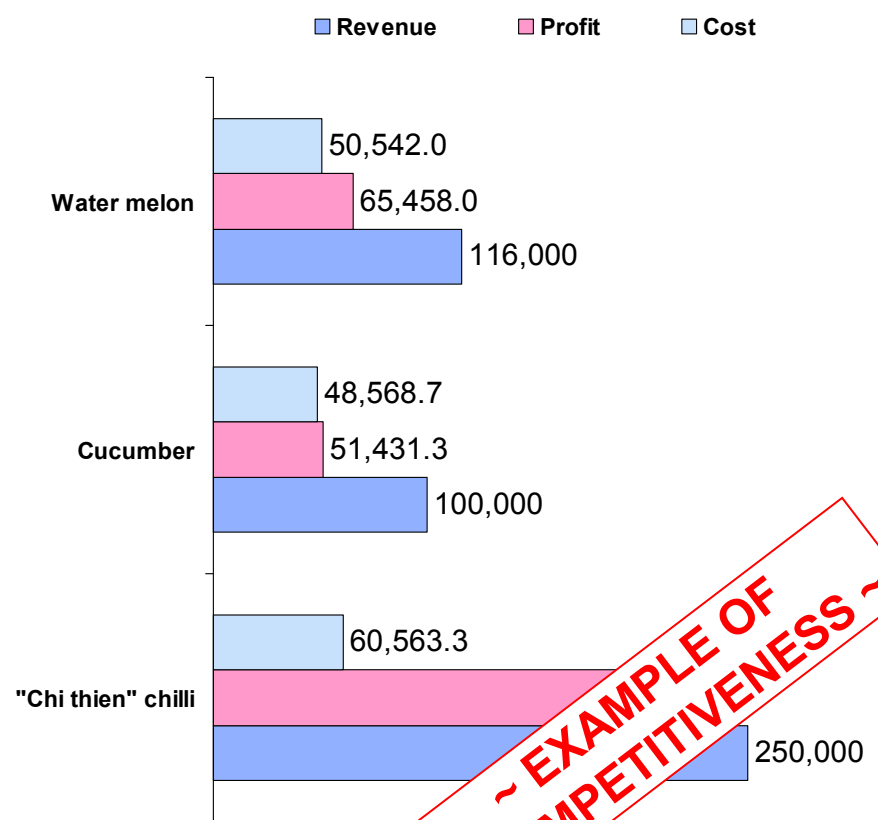 Revenue Profit Cost
50,542.0
Water melon
65,458.0
116,000
48,568.7
Cucumber
51,431.3
100,000
60,563.3
"Chi thien" chilli
250,000
~ EXAMPLE OF
~